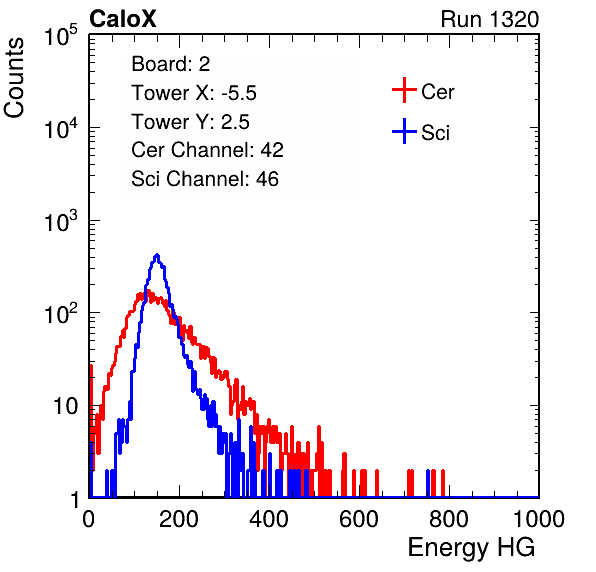 CaloX Run 1320
Counts
10^5
10^4
10^3
10^2
10
1
Board: 2
Tower X: -5.5
Tower Y: 2.5
Cer Channel: 42
Sci Channel: 46
Cer
Sci
0 200 400 600 800 1000
Energy HG